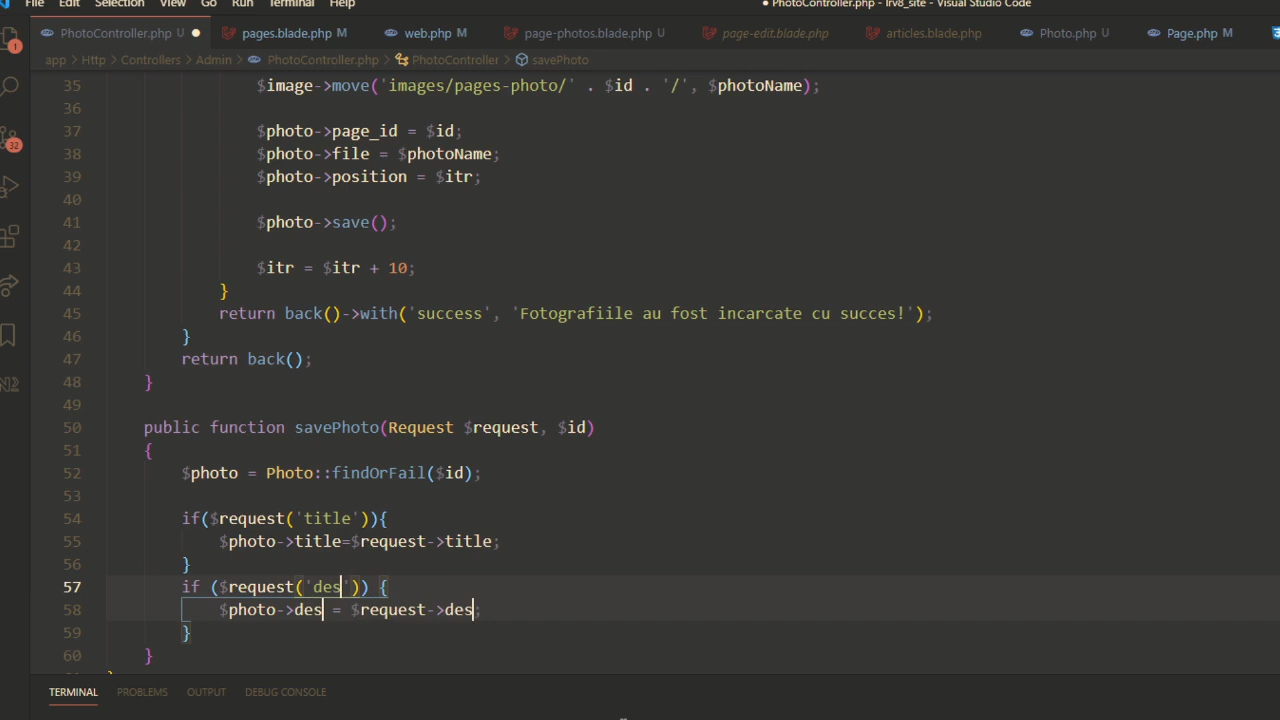 File Edit Selection View Go Run Terminal Help ● PhotoController.php - lrv8_site - Visual Studio Code
PhotoController.php U ● pages.blade.php M web.php M page-photos.blade.php U page-edit.blade.php articles.blade.php Photo.php U Page.php M
app > Http > Controllers > Admin > PhotoController.php > PhotoController > savePhoto
1
32
35 $image->move('images/pages-photo/' . $id . '/', $photoName);
36
37 $photo->page_id = $id;
38 $photo->file = $photoName;
39 $photo->position = $itr;
40
41 $photo->save();
42
43 $itr = $itr + 10;
44 }
45 return back()->with('success', 'Fotografiile au fost incarcate cu succes!');
46 }
47 return back();
48 }
49
50 public function savePhoto(Request $request, $id)
51 {
52 $photo = Photo::findOrFail($id);
53
54 if($request('title')){
55 $photo->title=$request->title;
56 }
57 if ($request('des')) {
58 $photo->des = $request->des;
59 }
60 }
TERMINAL PROBLEMS OUTPUT DEBUG CONSOLE